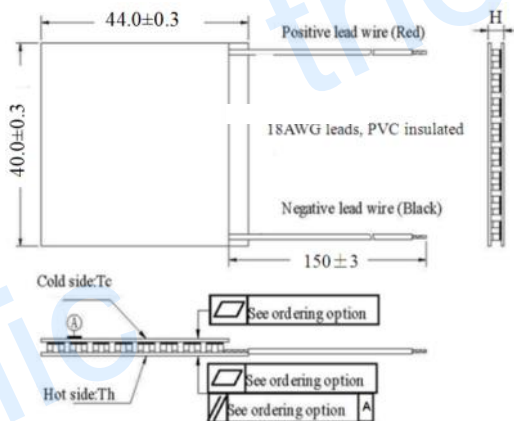 44.0±0.3
H
Positive lead wire (Red)
40.0±0.3
18AWG leads, PVC insulated
Negative lead wire (Black)
150±3
Cold side:Tc
A
See ordering option
Hot side:Th
See ordering option
See ordering option A